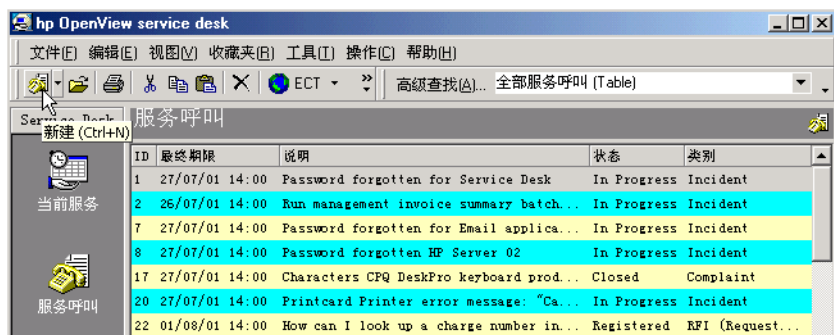 hp OpenView service desk
文件(F) 编辑(E) 视图(V) 收藏夹(B) 工具(T) 操作(C) 帮助(H)
ECT 高级查找(A)... 全部服务呼叫 (Table)
服务呼叫
新建 (Ctrl+N)
ID 最终期限 说明 状态 类别
1 27/07/01 14:00 Password forgotten for Service Desk In Progress Incident
当前服务
2 26/07/01 14:00 Run management invoice summary batch... In Progress Incident
7 27/07/01 14:00 Password forgotten for Email applica... In Progress Incident
8 27/07/01 14:00 Password forgotten HP Server 02 In Progress Incident
17 27/07/01 14:00 Characters CPQ DeskPro keyboard prod... Closed Complaint
服务呼叫
20 27/07/01 14:00 Printcard Printer error message: "Ca... In Progress Incident
22 01/08/01 14:00 How can I look up a charge number in... Registered RFI (Request...